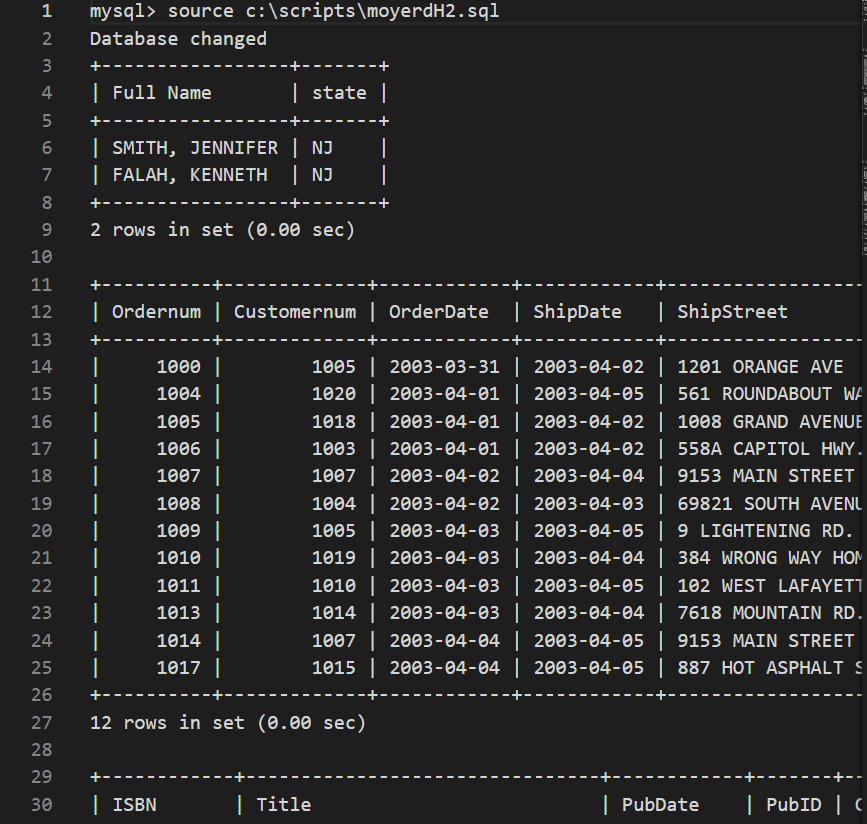 1 mysql> source c:\scripts\moyerdH2.sql
2 Database changed
3 +-----------------+-------+
4 | Full Name       | state |
5 +-----------------+-------+
6 | SMITH, JENNIFER | NJ    |
7 | FALAH, KENNETH  | NJ    |
8 +-----------------+-------+
9 2 rows in set (0.00 sec)
10
11 +----------+-------------+------------+------------+------------------
12 | Ordernum | Customernum | OrderDate  | ShipDate   | ShipStreet
13 +----------+-------------+------------+------------+------------------
14 |     1000 |        1005 | 2003-03-31 | 2003-04-02 | 1201 ORANGE AVE
15 |     1004 |        1020 | 2003-04-01 | 2003-04-05 | 561 ROUNDABOUT WA
16 |     1005 |        1018 | 2003-04-01 | 2003-04-02 | 1008 GRAND AVENUE
17 |     1006 |        1003 | 2003-04-01 | 2003-04-02 | 558A CAPITOL HWY.
18 |     1007 |        1007 | 2003-04-02 | 2003-04-04 | 9153 MAIN STREET
19 |     1008 |        1004 | 2003-04-02 | 2003-04-03 | 69821 SOUTH AVENU
20 |     1009 |        1005 | 2003-04-03 | 2003-04-05 | 9 LIGHTENING RD.
21 |     1010 |        1019 | 2003-04-03 | 2003-04-04 | 384 WRONG WAY HOM
22 |     1011 |        1010 | 2003-04-03 | 2003-04-05 | 102 WEST LAFAYETT
23 |     1013 |        1014 | 2003-04-03 | 2003-04-04 | 7618 MOUNTAIN RD.
24 |     1014 |        1007 | 2003-04-04 | 2003-04-05 | 9153 MAIN STREET
25 |     1017 |        1015 | 2003-04-04 | 2003-04-05 | 887 HOT ASPHALT S
26 +----------+-------------+------------+------------+------------------
27 12 rows in set (0.00 sec)
28
29 +------------+--------------------------------+------------+-------+--
30 | ISBN       | Title                          | PubDate    | PubID | C